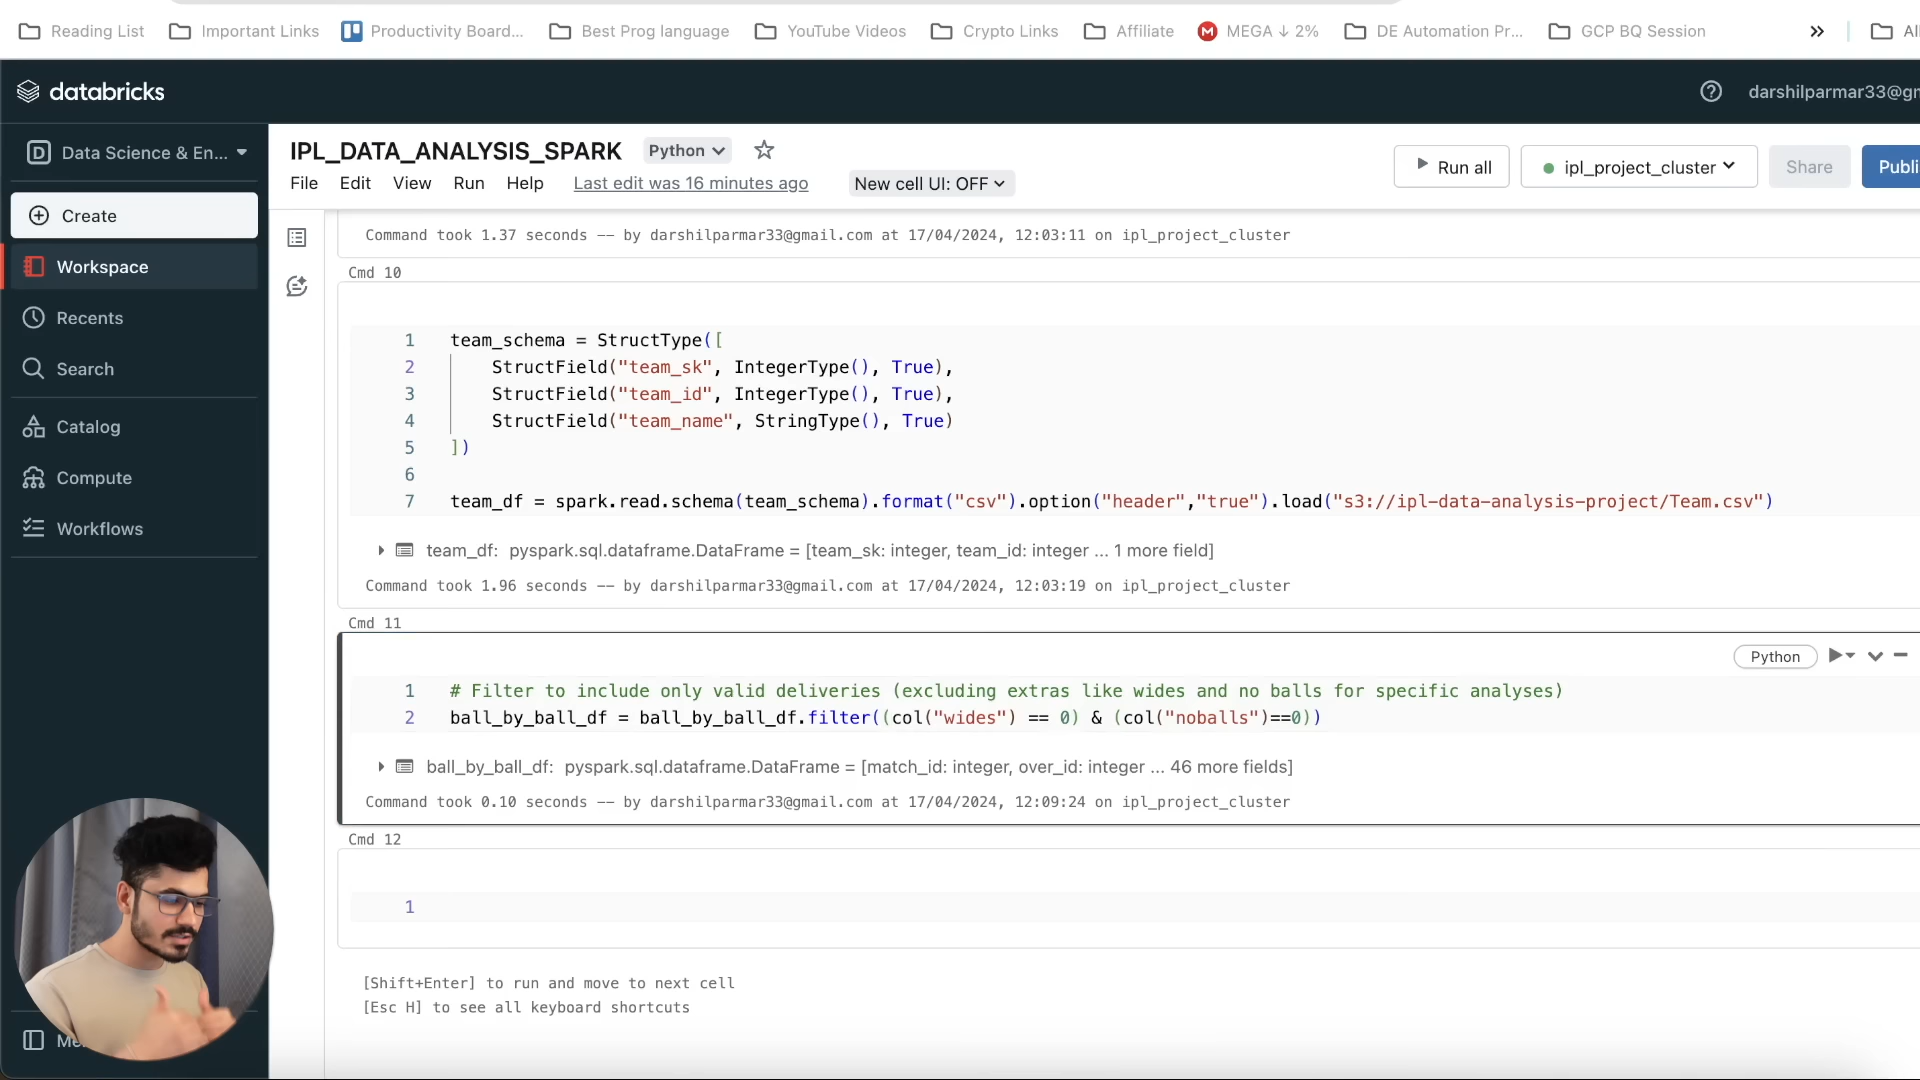 Reading List Important Links Productivity Board... Best Prog language YouTube Videos Crypto Links Affiliate MEGA ↓ 2% DE Automation Pr... GCP BQ Session »
databricks darshilparmar33@gm
Data Science & En...
Create
Workspace
Recents
Search
Catalog
Compute
Workflows
IPL_DATA_ANALYSIS_SPARK Python
File Edit View Run Help Last edit was 16 minutes ago New cell UI: OFF
Run all ipl_project_cluster Share
Command took 1.37 seconds -- by darshilparmar33@gmail.com at 17/04/2024, 12:03:11 on ipl_project_cluster
Cmd 10
1 team_schema = StructType([
2 StructField("team_sk", IntegerType(), True),
3 StructField("team_id", IntegerType(), True),
4 StructField("team_name", StringType(), True)
5 ])
6
7 team_df = spark.read.schema(team_schema).format("csv").option("header","true").load("s3://ipl-data-analysis-project/Team.csv")
team_df: pyspark.sql.dataframe.DataFrame = [team_sk: integer, team_id: integer ... 1 more field]
Command took 1.96 seconds -- by darshilparmar33@gmail.com at 17/04/2024, 12:03:19 on ipl_project_cluster
Cmd 11
Python
1 # Filter to include only valid deliveries (excluding extras like wides and no balls for specific analyses)
2 ball_by_ball_df = ball_by_ball_df.filter((col("wides") == 0) & (col("noballs")==0))
ball_by_ball_df: pyspark.sql.dataframe.DataFrame = [match_id: integer, over_id: integer ... 46 more fields]
Command took 0.10 seconds -- by darshilparmar33@gmail.com at 17/04/2024, 12:09:24 on ipl_project_cluster
Cmd 12
1
[Shift+Enter] to run and move to next cell
[Esc H] to see all keyboard shortcuts